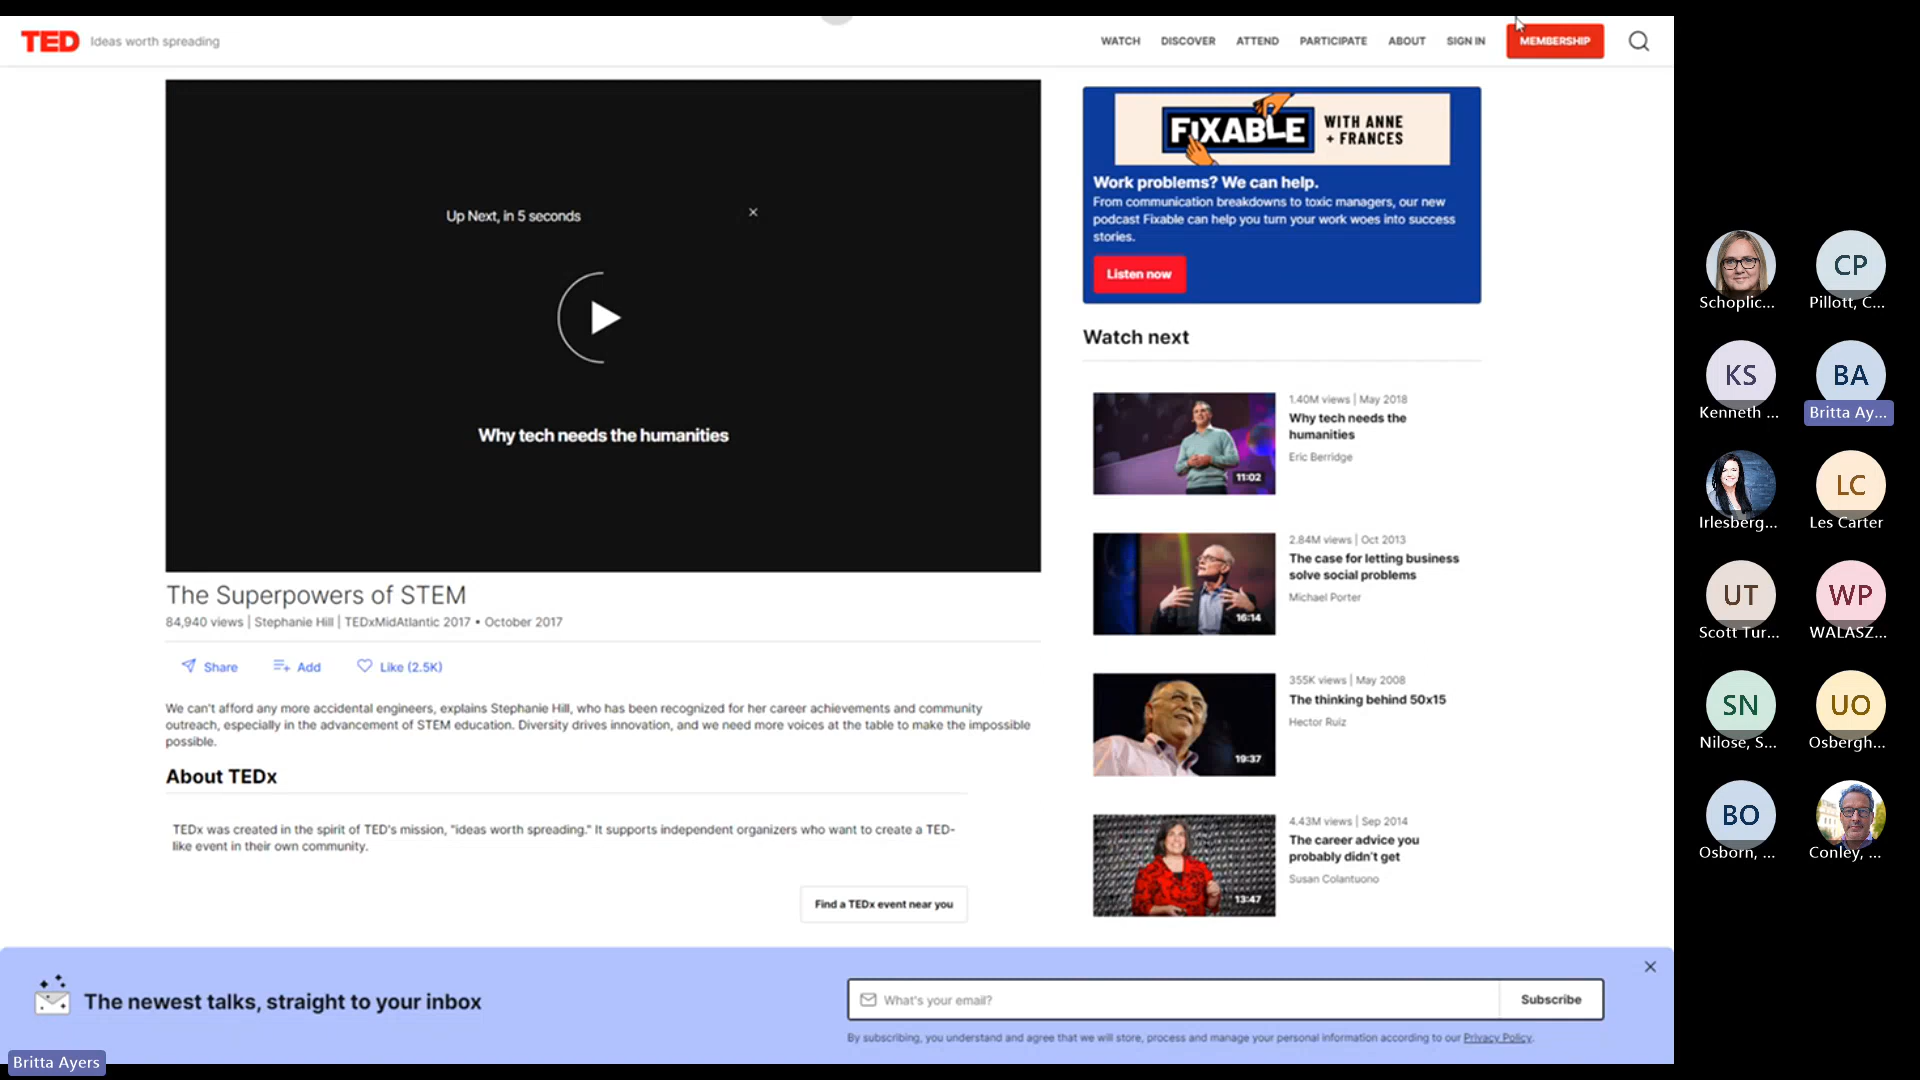 TED Ideas worth spreading
WATCH DISCOVER ATTEND PARTICIPATE ABOUT SIGN IN MEMBERSHIP
Up Next, in 5 seconds
Why tech needs the humanities
The Superpowers of STEM
84,940 views | Stephanie Hill | TEDxMidAtlantic 2017 • October 2017
Share Add Like (2.5K)
We can't afford any more accidental engineers, explains Stephanie Hill, who has been recognized for her career achievements and community
outreach, especially in the advancement of STEM education. Diversity drives innovation, and we need more voices at the table to make the impossible
possible.
About TEDx
TEDx was created in the spirit of TED's mission, "ideas worth spreading." It supports independent organizers who want to create a TED-
like event in their own community.
Find a TEDx event near you
FIXABLE
WITH ANNE
+ FRANCES
Work problems? We can help.
From communication breakdowns to toxic managers, our new
podcast Fixable can help you turn your work woes into success
stories.
Listen now
Watch next
11:02
1.40M views | May 2018
Why tech needs the
humanities
Eric Berridge
16:14
2.84M views | Oct 2013
The case for letting business
solve social problems
Michael Porter
19:37
355K views | May 2008
The thinking behind 50x15
Hector Ruiz
13:47
4.43M views | Sep 2014
The career advice you
probably didn't get
Susan Colantuono
The newest talks, straight to your inbox
What's your email?
Subscribe
By subscribing, you understand and agree that we will store, process and manage your personal information according to our Privacy Policy.
Britta Ayers
Schoplic...
CP
Pillott, C...
KS
Kenneth ...
BA
Britta Ay...
Irlesberg...
LC
Les Carter
UT
Scott Tur...
WP
WALASZ...
SN
Nilose, S...
UO
Osbergh...
BO
Osborn, ...
Conley, ...